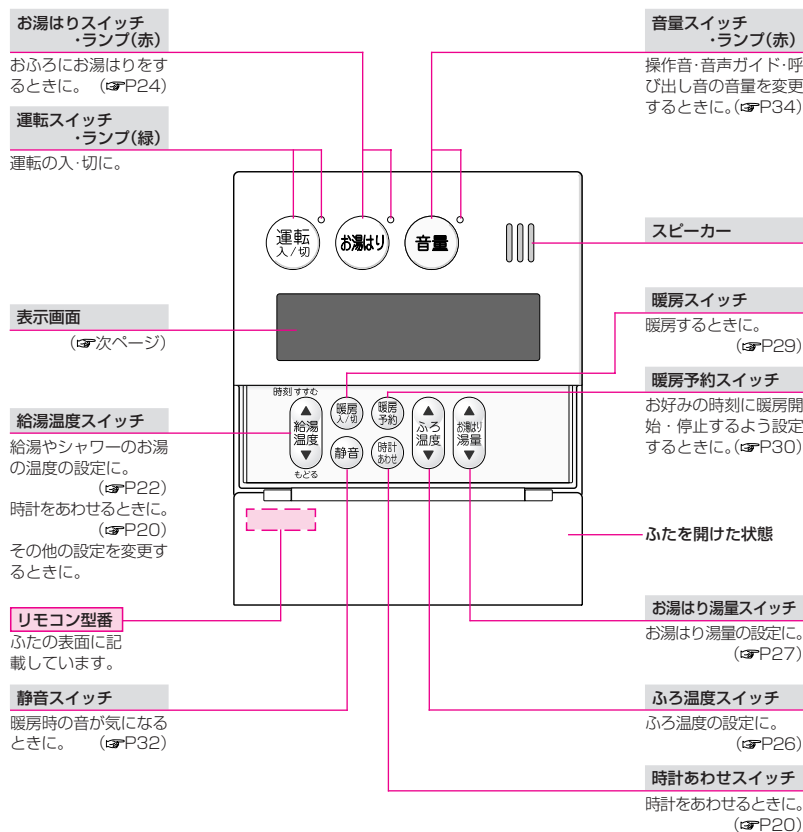 お湯はりスイッチ
・ランプ(赤)
おふろにお湯はりをす
るときに。 (☞P24)
運転スイッチ
・ランプ(緑)
運転の入・切に。
表示画面
(☞次ページ)
給湯温度スイッチ
給湯やシャワーのお湯
の温度の設定に。
(☞P22)
時計をあわせるときに。
(☞P20)
その他の設定を変更す
るときに。
リモコン型番
ふたの表面に記
載しています。
静音スイッチ
暖房時の音が気になる
ときに。 (☞P32)
運転
入/切
お湯はり
音量
時刻 すすむ
▲
給湯
温度
▼
もどる
暖房
入/切
暖房
予約
静音
時計
あわせ
▲
ふろ
温度
▼
▲
お湯はり
湯量
▼
音量スイッチ
・ランプ(赤)
操作音・音声ガイド・呼
び出し音の音量を変更
するときに。(☞P34)
スピーカー
暖房スイッチ
暖房するときに。
(☞P29)
暖房予約スイッチ
お好みの時刻に暖房開
始・停止するよう設定
するときに。(☞P30)
ふたを開けた状態
お湯はり湯量スイッチ
お湯はり湯量の設定に。
(☞P27)
ふろ温度スイッチ
ふろ温度の設定に。
(☞P26)
時計あわせスイッチ
時計をあわせるときに。
(☞P20)